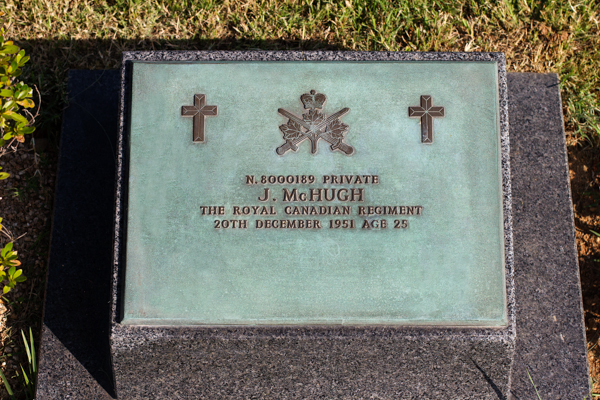 N.8000189 PRIVATE
J. McHUGH
THE ROYAL CANADIAN REGIMENT
20TH DECEMBER 1951 AGE 25